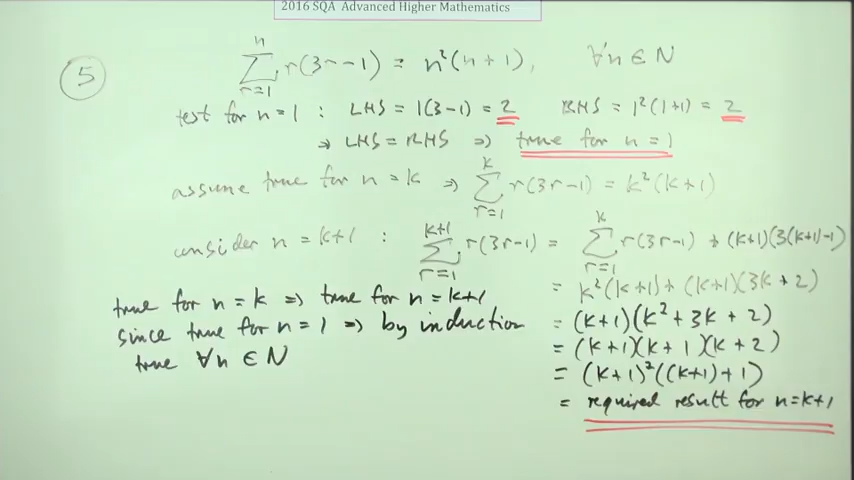 2016 SQA Advanced Higher Mathematics
5
n
∑ r(3r-1) = n²(n+1), ∀n ∈ N
r=1
test for n=1 : LHS = 1(3-1) = 2 RHS = 1²(1+1) = 2
⇒ LHS = RHS ⇒ true for n=1
k
assume true for n=k ⇒ ∑ r(3r-1) = k²(k+1)
r=1
k+1 k
consider n=k+1 : ∑ r(3r-1) = ∑ r(3r-1) + (k+1)(3(k+1)-1)
r=1 r=1
= k²(k+1) + (k+1)(3k+2)
= (k+1)(k²+3k+2)
= (k+1)(k+1)(k+2)
= (k+1)²((k+1)+1)
= required result for n=k+1
true for n=k ⇒ true for n=k+1
since true for n=1 ⇒ by induction
true ∀n ∈ N